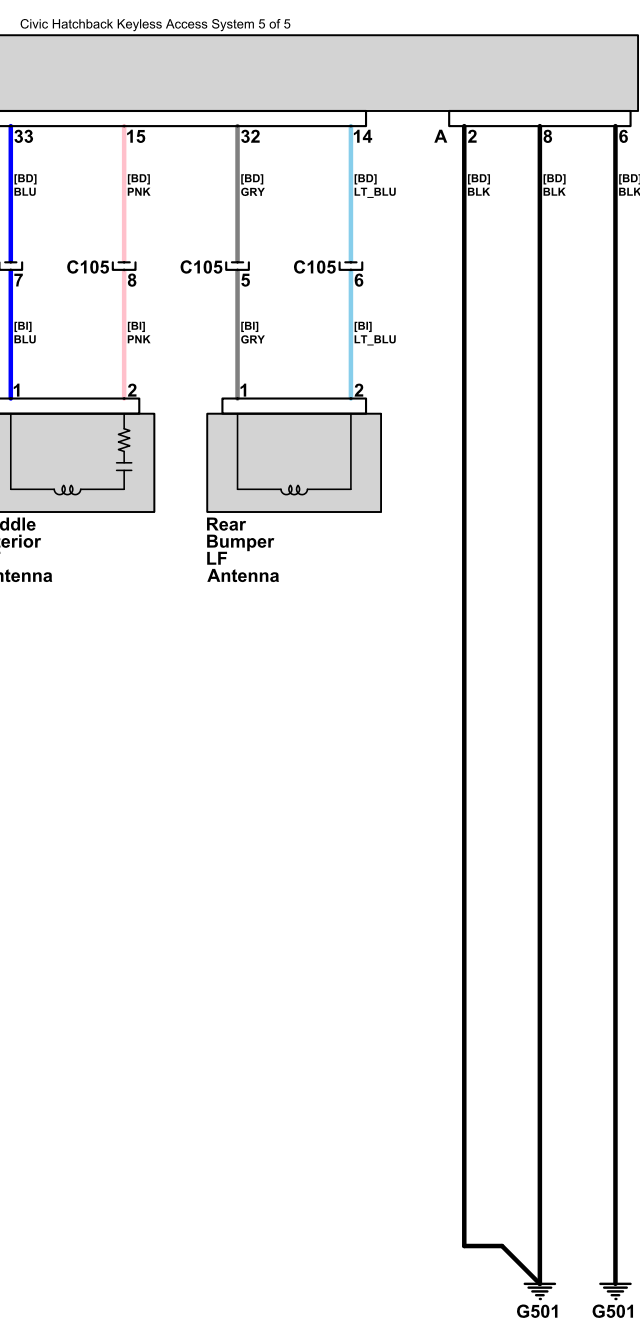 Civic Hatchback Keyless Access System 5 of 5
33 15 32 14 A 2 8 6
[BD] [BD] [BD] [BD] [BD] [BD] [BD]
BLU PNK GRY LT_BLU BLK BLK BLK
C105 C105 C105
7 8 5 6
[BI] [BI] [BI] [BI]
BLU PNK GRY LT_BLU
1 2 1 2
ddle
erior
ntenna
Rear
Bumper
LF
Antenna
G501 G501